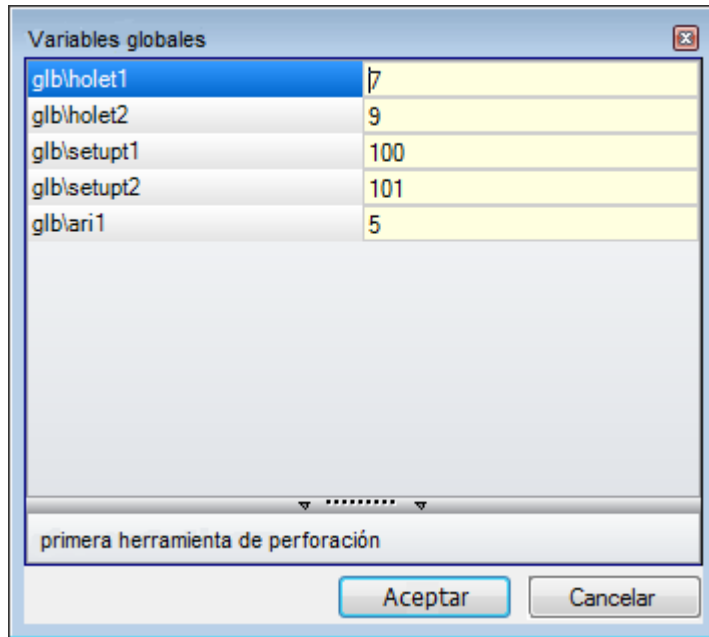 Variables globales
glb\holet1 7
glb\holet2 9
glb\setupt1 100
glb\setupt2 101
glb\ari1 5
primera herramienta de perforación
Aceptar Cancelar